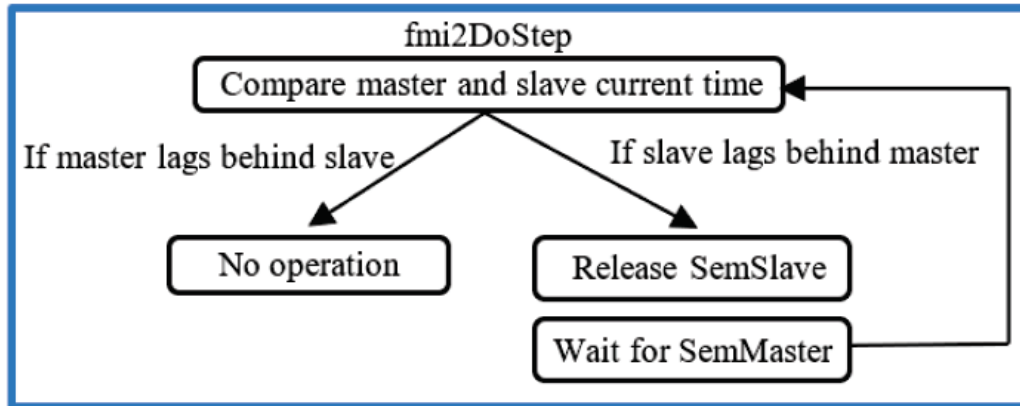 fmi2DoStep
Compare master and slave current time
If master lags behind slave
If slave lags behind master
No operation
Release SemSlave
Wait for SemMaster